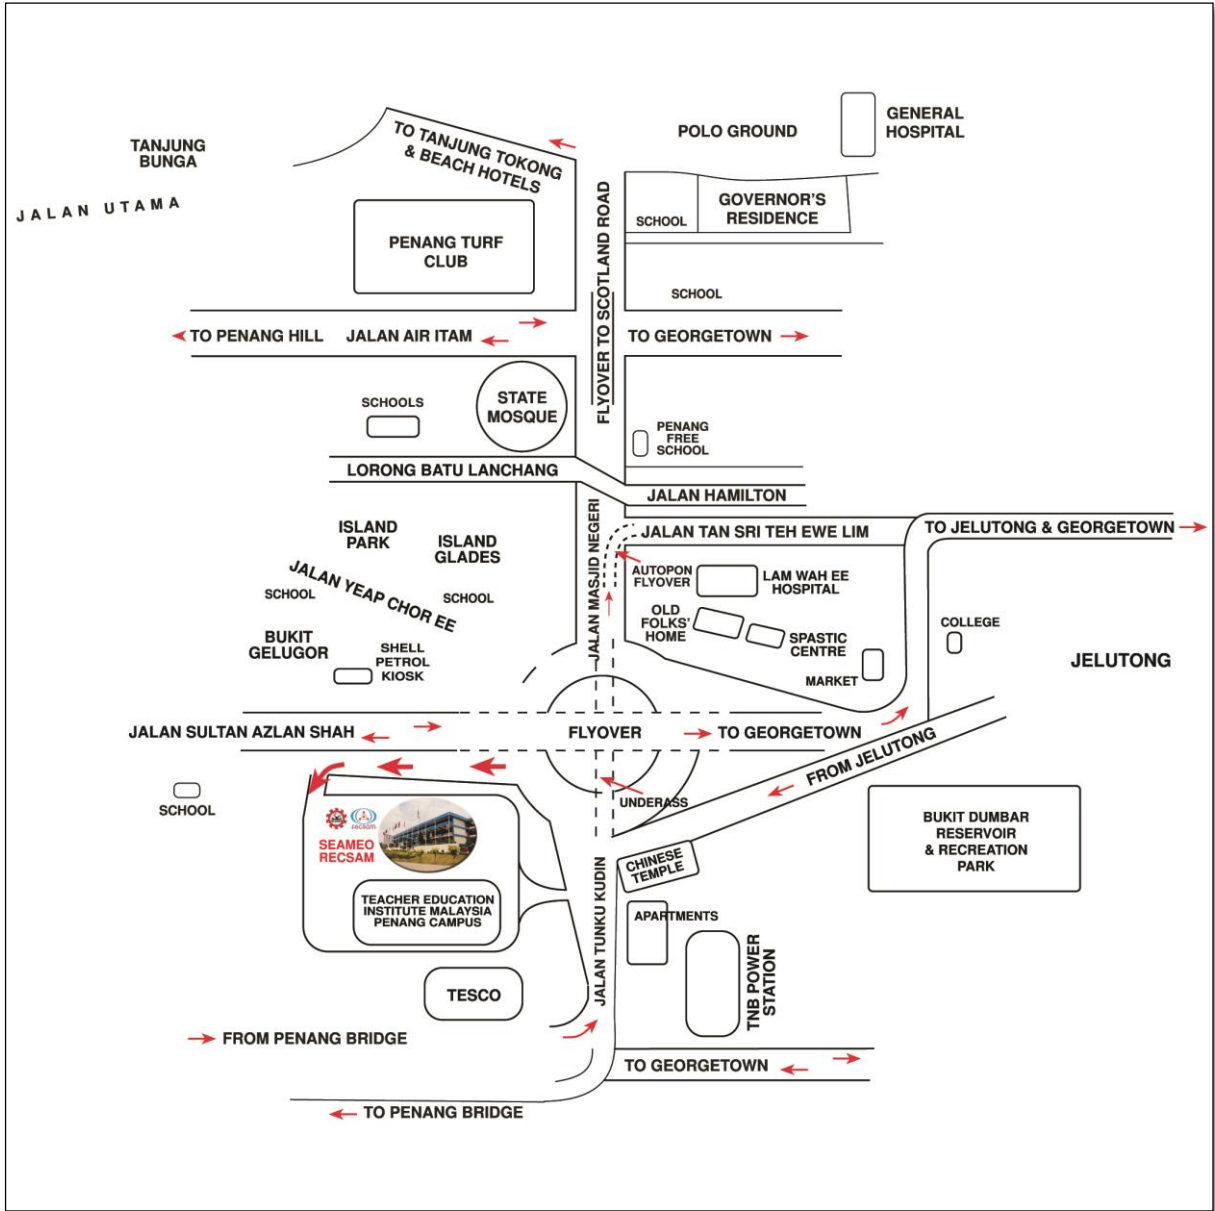 TANJUNG
BUNGA
JALAN UTAMA
TO TANJUNG TOKONG
& BEACH HOTELS
POLO GROUND
GENERAL
HOSPITAL
PENANG TURF
CLUB
FLYOVER TO SCOTLAND ROAD
SCHOOL
GOVERNOR'S
RESIDENCE
SCHOOL
TO PENANG HILL
JALAN AIR ITAM
TO GEORGETOWN
SCHOOLS
STATE
MOSQUE
PENANG
FREE
SCHOOL
LORONG BATU LANCHANG
JALAN HAMILTON
JALAN MASJID NEGERI
JALAN TAN SRI TEH EWE LIM
TO JELUTONG & GEORGETOWN
ISLAND
PARK
ISLAND
GLADES
JALAN YEAP CHOR EE
SCHOOL
SCHOOL
AUTOPON
FLYOVER
LAM WAH EE
HOSPITAL
OLD
FOLKS'
HOME
SPASTIC
CENTRE
MARKET
COLLEGE
JELUTONG
BUKIT
GELUGOR
SHELL
PETROL
KIOSK
JALAN SULTAN AZLAN SHAH
FLYOVER
TO GEORGETOWN
FROM JELUTONG
UNDERASS
SCHOOL
recsam
SEAMEO
RECSAM
TEACHER EDUCATION
INSTITUTE MALAYSIA
PENANG CAMPUS
JALAN TUNKU KUDIN
CHINESE
TEMPLE
BUKIT DUMBAR
RESERVOIR
& RECREATION
PARK
APARTMENTS
TNB POWER
STATION
TESCO
FROM PENANG BRIDGE
TO GEORGETOWN
TO PENANG BRIDGE